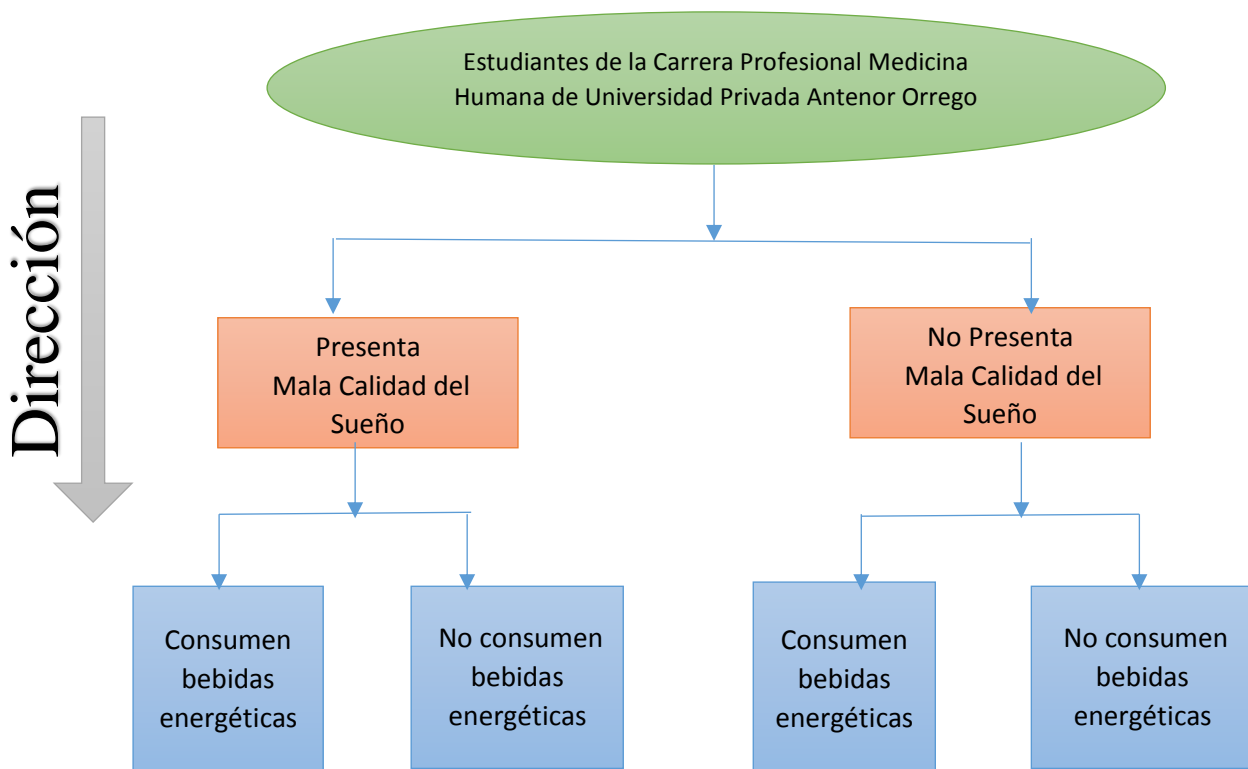 Estudiantes de la Carrera Profesional Medicina
Humana de Universidad Privada Antenor Orrego
Dirección
Presenta
Mala Calidad del
Sueño
No Presenta
Mala Calidad del
Sueño
Consumen
bebidas
energéticas
No consumen
bebidas
energéticas
Consumen
bebidas
energéticas
No consumen
bebidas
energéticas